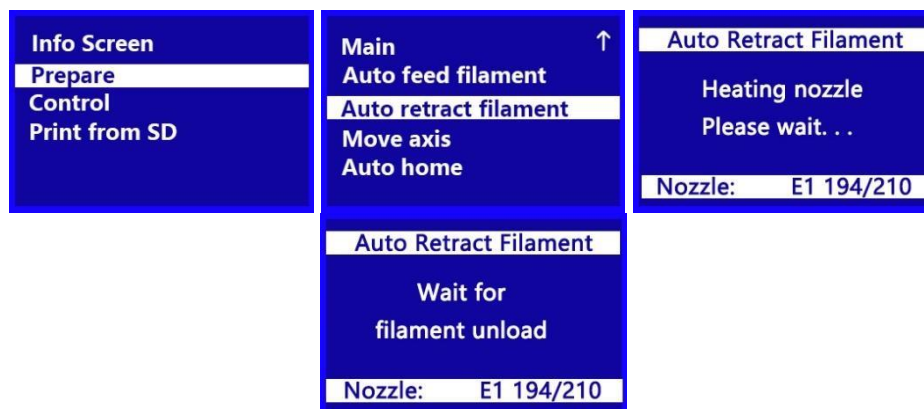 Info Screen
Prepare
Control
Print from SD
Main ↑
Auto feed filament
Auto retract filament
Move axis
Auto home
Auto Retract Filament
Heating nozzle
Please wait. . .
Nozzle: E1 194/210
Auto Retract Filament
Wait for
filament unload
Nozzle: E1 194/210